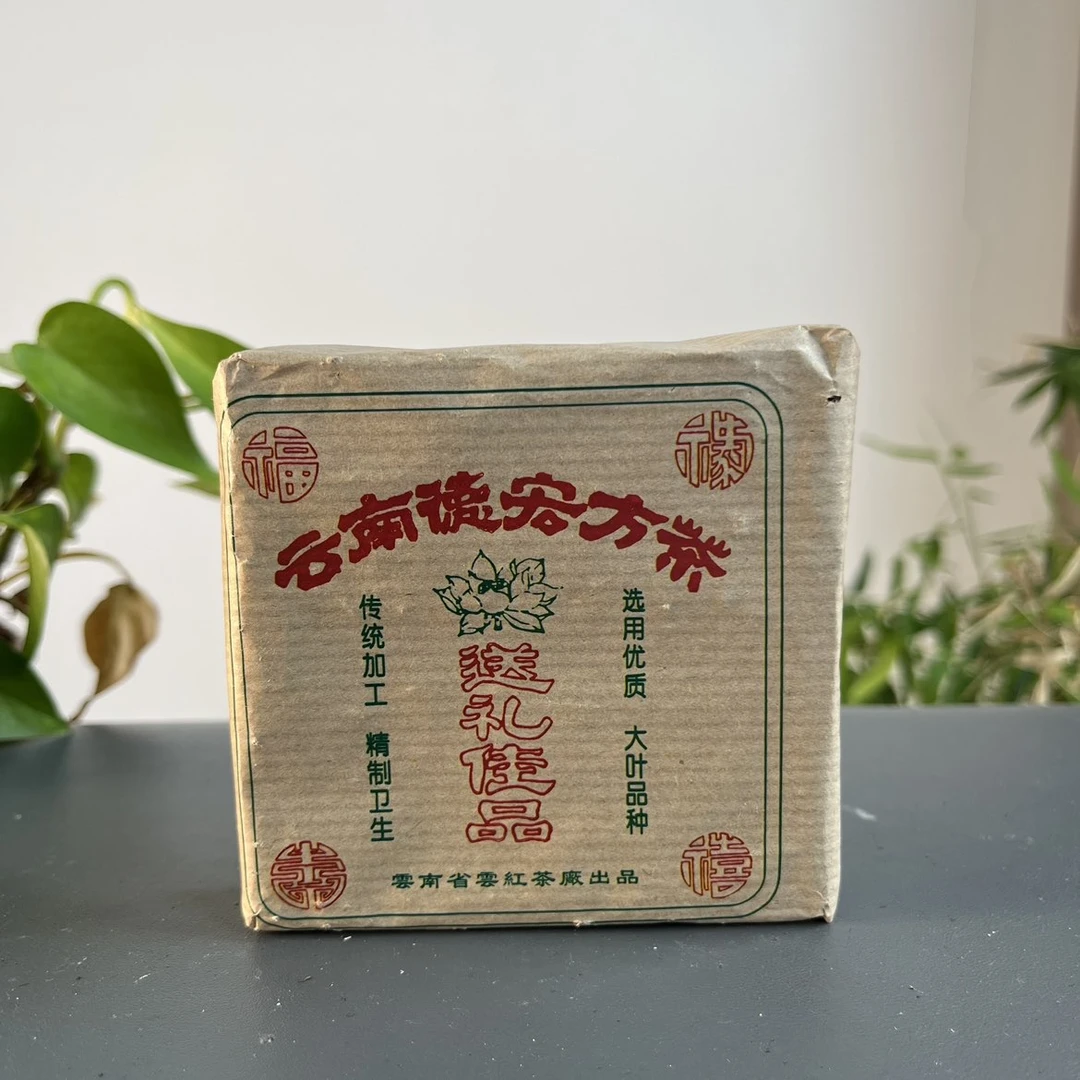 福
禄
云南德宏方茶
选用优质 大叶品种
送礼佳品
传统加工 精制卫生
寿
禧
雲南省雲紅茶廠出品